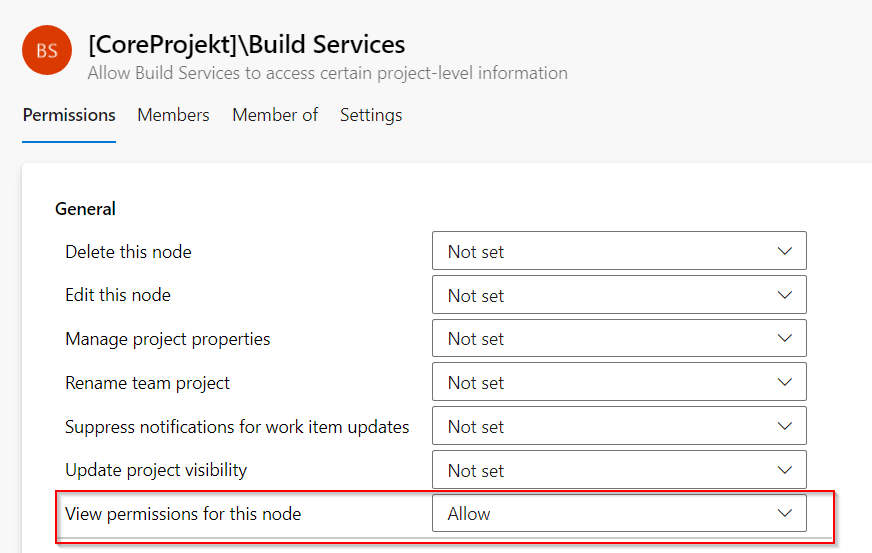 BS
[CoreProjekt]\Build Services
Allow Build Services to access certain project-level information
Permissions Members Member of Settings
General
Delete this node Not set
Edit this node Not set
Manage project properties Not set
Rename team project Not set
Suppress notifications for work item updates Not set
Update project visibility Not set
View permissions for this node Allow